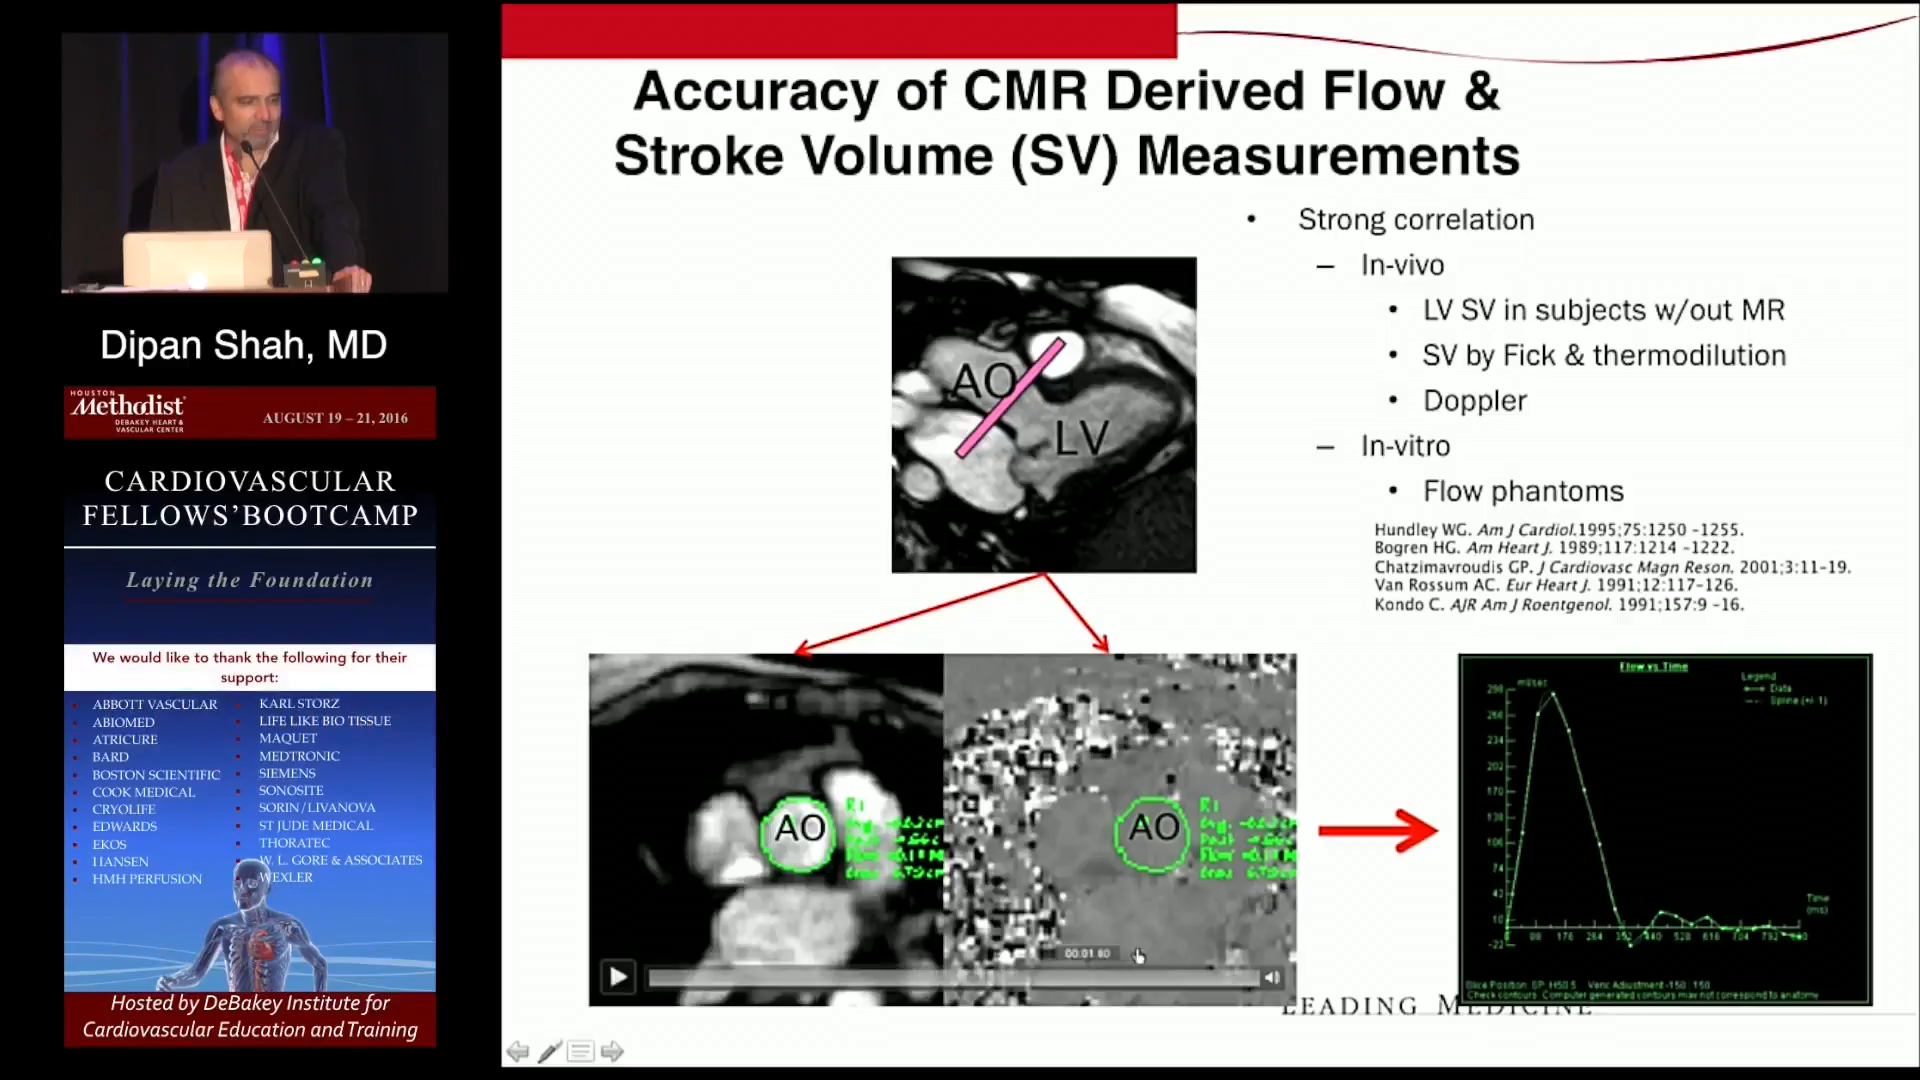 Dipan Shah, MD
HOUSTON
Methodist
DEBAKEY HEART &
VASCULAR CENTER
AUGUST 19 – 21, 2016
CARDIOVASCULAR
FELLOWS'BOOTCAMP
Laying the Foundation
We would like to thank the following for their
support:
ABBOTT VASCULAR
ABIOMED
ATRICURE
BARD
BOSTON SCIENTIFIC
COOK MEDICAL
CRYOLIFE
EDWARDS
EKOS
HANSEN
HMH PERFUSION
KARL STORZ
LIFE LIKE BIO TISSUE
MAQUET
MEDTRONIC
SIEMENS
SONOSITE
SORIN/LIVANOVA
ST JUDE MEDICAL
THORATEC
W. L. GORE & ASSOCIATES
WEXLER
Hosted by DeBakey Institute for
Cardiovascular Education and Training
Accuracy of CMR Derived Flow &
Stroke Volume (SV) Measurements
• Strong correlation
– In-vivo
• LV SV in subjects w/out MR
• SV by Fick & thermodilution
• Doppler
– In-vitro
• Flow phantoms
Hundley WG. Am J Cardiol.1995;75:1250 -1255.
Bogren HG. Am Heart J. 1989;117:1214 -1222.
Chatzimavroudis GP. J Cardiovasc Magn Reson. 2001;3:11-19.
Van Rossum AC. Eur Heart J. 1991;12:117-126.
Kondo C. AJR Am J Roentgenol. 1991;157:9 -16.
AO
LV
AO
AO
00:01.60
Flow vs Time
Legend
Data
Time
(ms)
LEADING MEDICINE